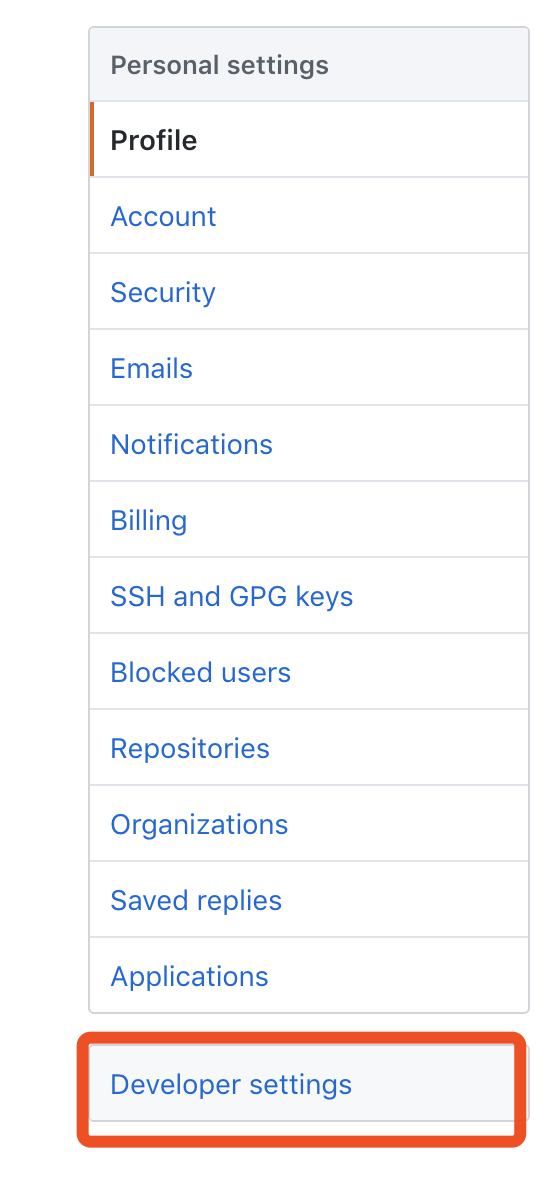 Personal settings
Profile
Account
Security
Emails
Notifications
Billing
SSH and GPG keys
Blocked users
Repositories
Organizations
Saved replies
Applications
Developer settings